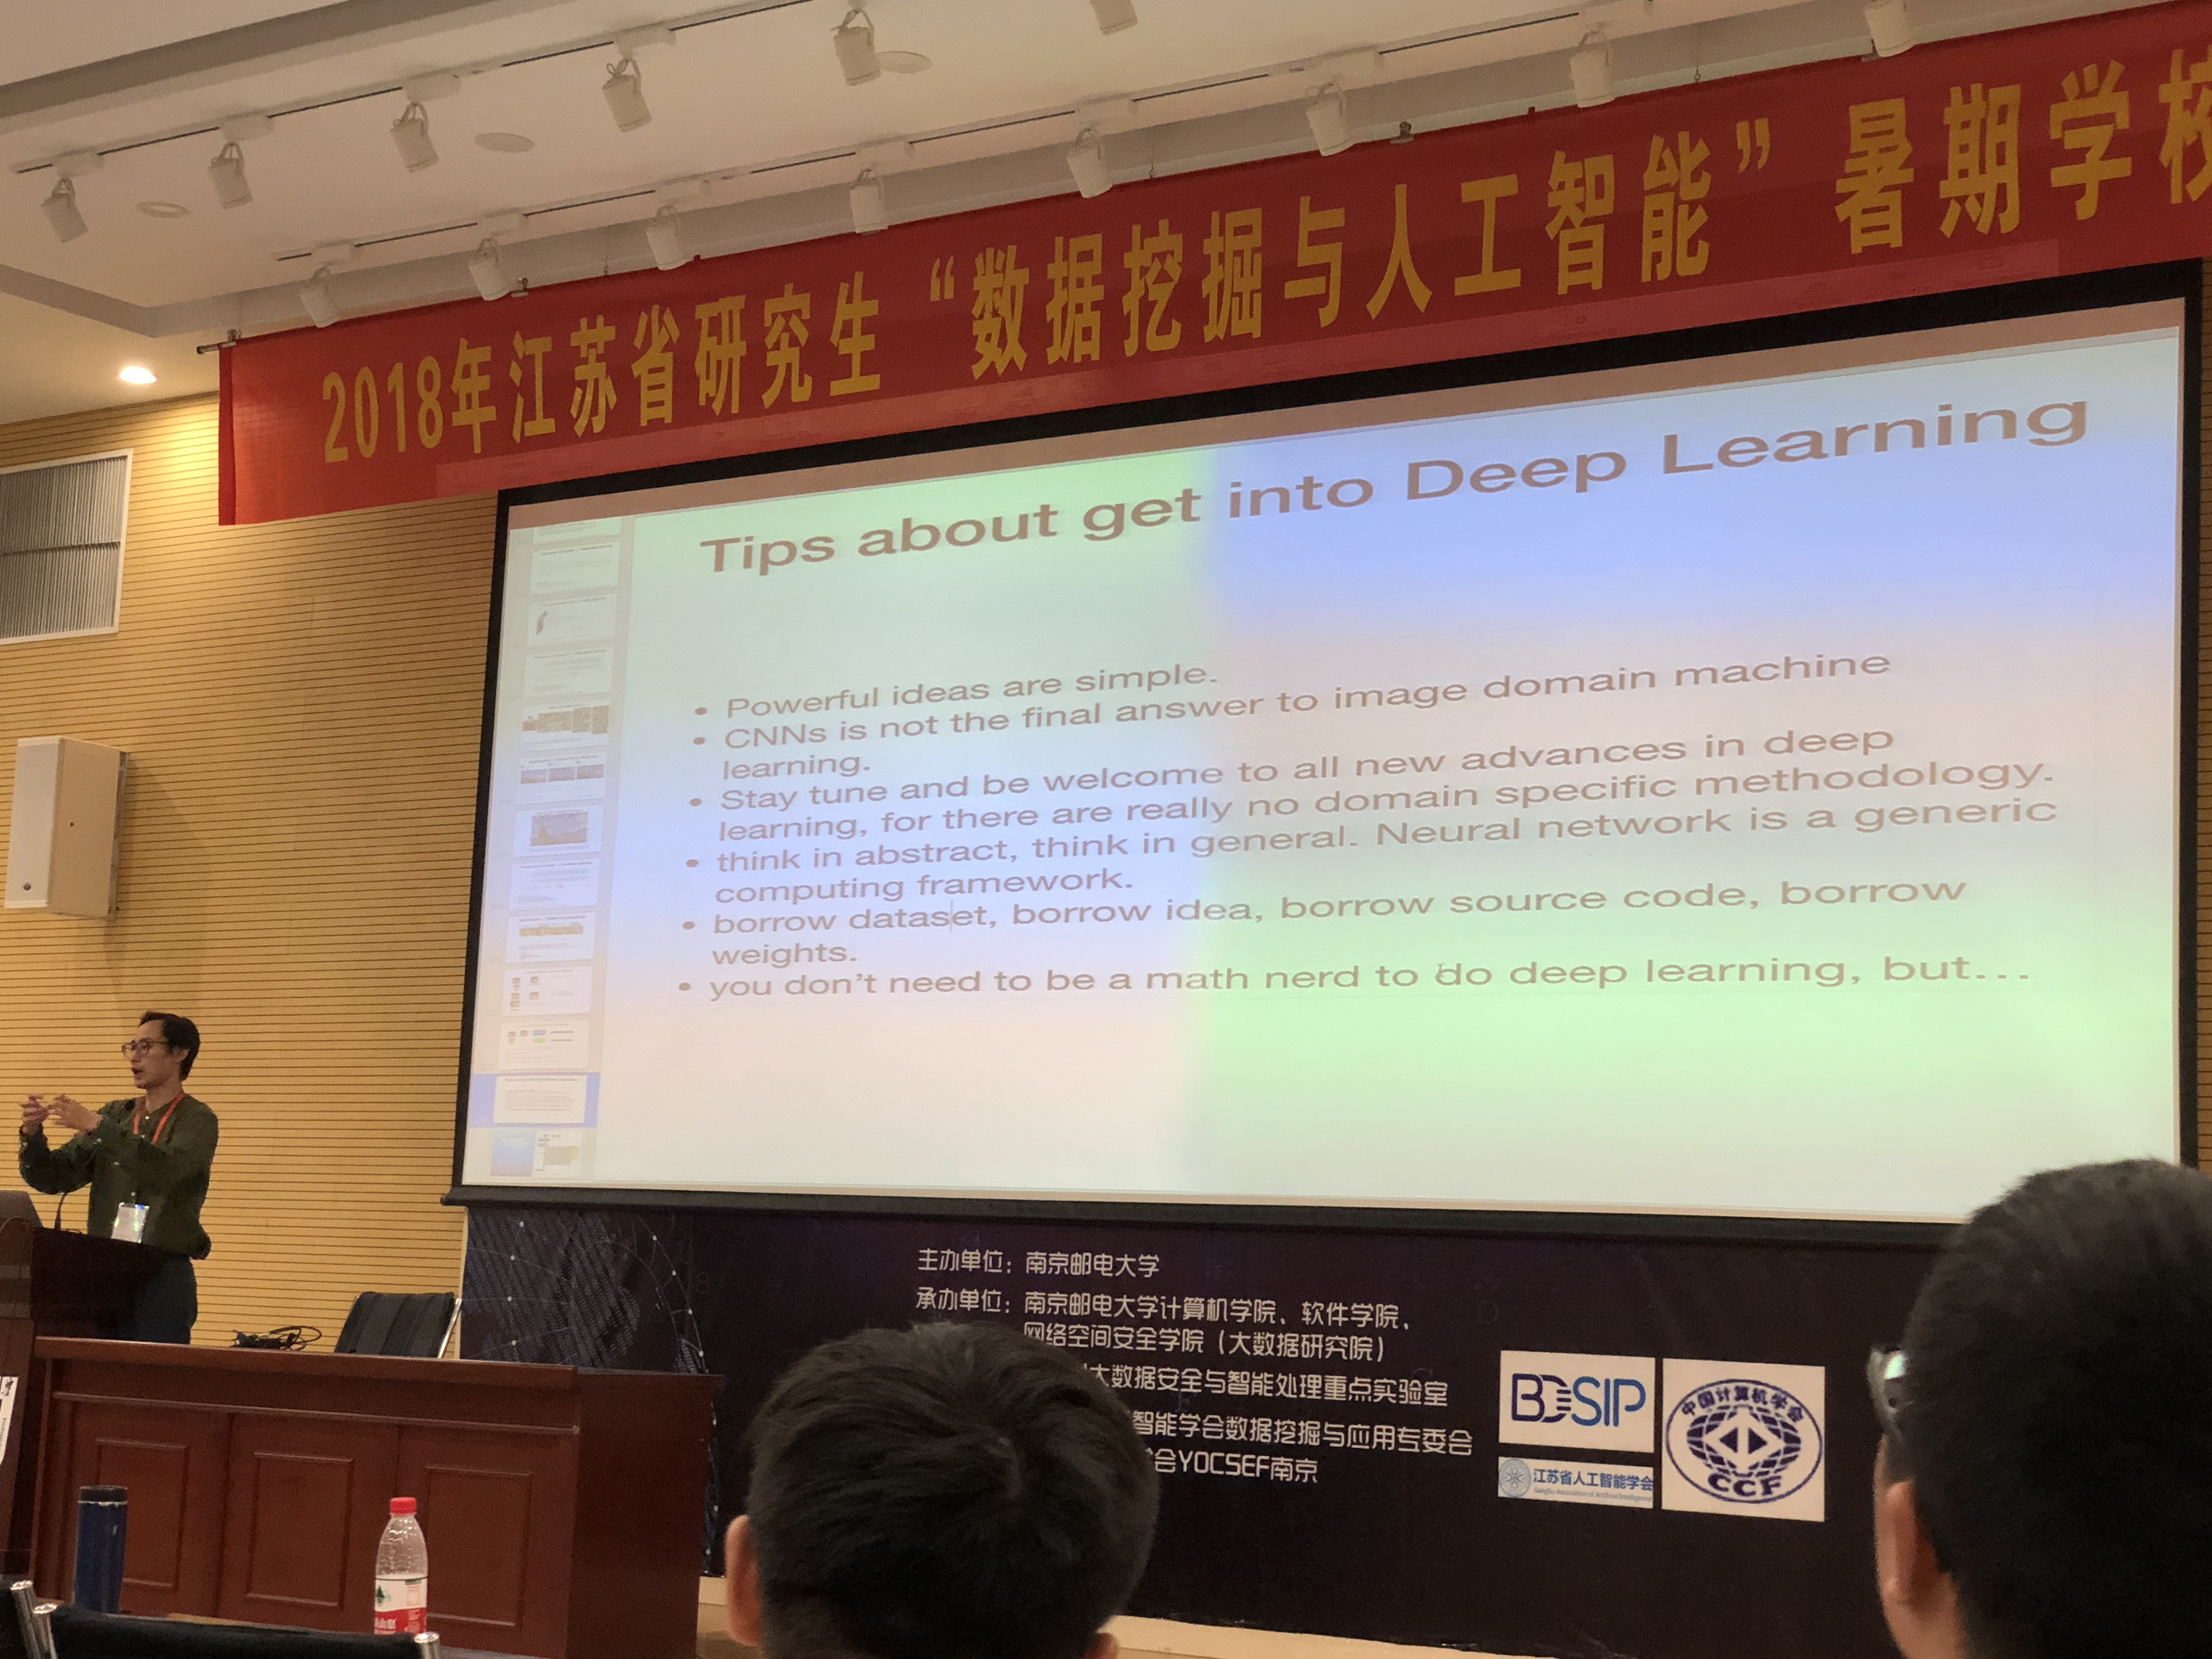 2018年江苏省研究生“数据挖掘与人工智能”暑期学校
Tips about get into Deep Learning
• Powerful ideas are simple.
• CNNs is not the final answer to image domain machine
learning.
• Stay tune and be welcome to all new advances in deep
learning, for there are really no domain specific methodology.
• think in abstract, think in general. Neural network is a generic
computing framework.
• borrow dataset, borrow idea, borrow source code, borrow
weights.
• you don’t need to be a math nerd to do deep learning, but…
主办单位：南京邮电大学
承办单位：南京邮电大学计算机学院、软件学院、
网络空间安全学院（大数据研究院）
大数据安全与智能处理重点实验室
智能学会数据挖掘与应用专委会
会YOCSEF南京
BDSIP
江苏省人工智能学会
中国计算机学会
CCF